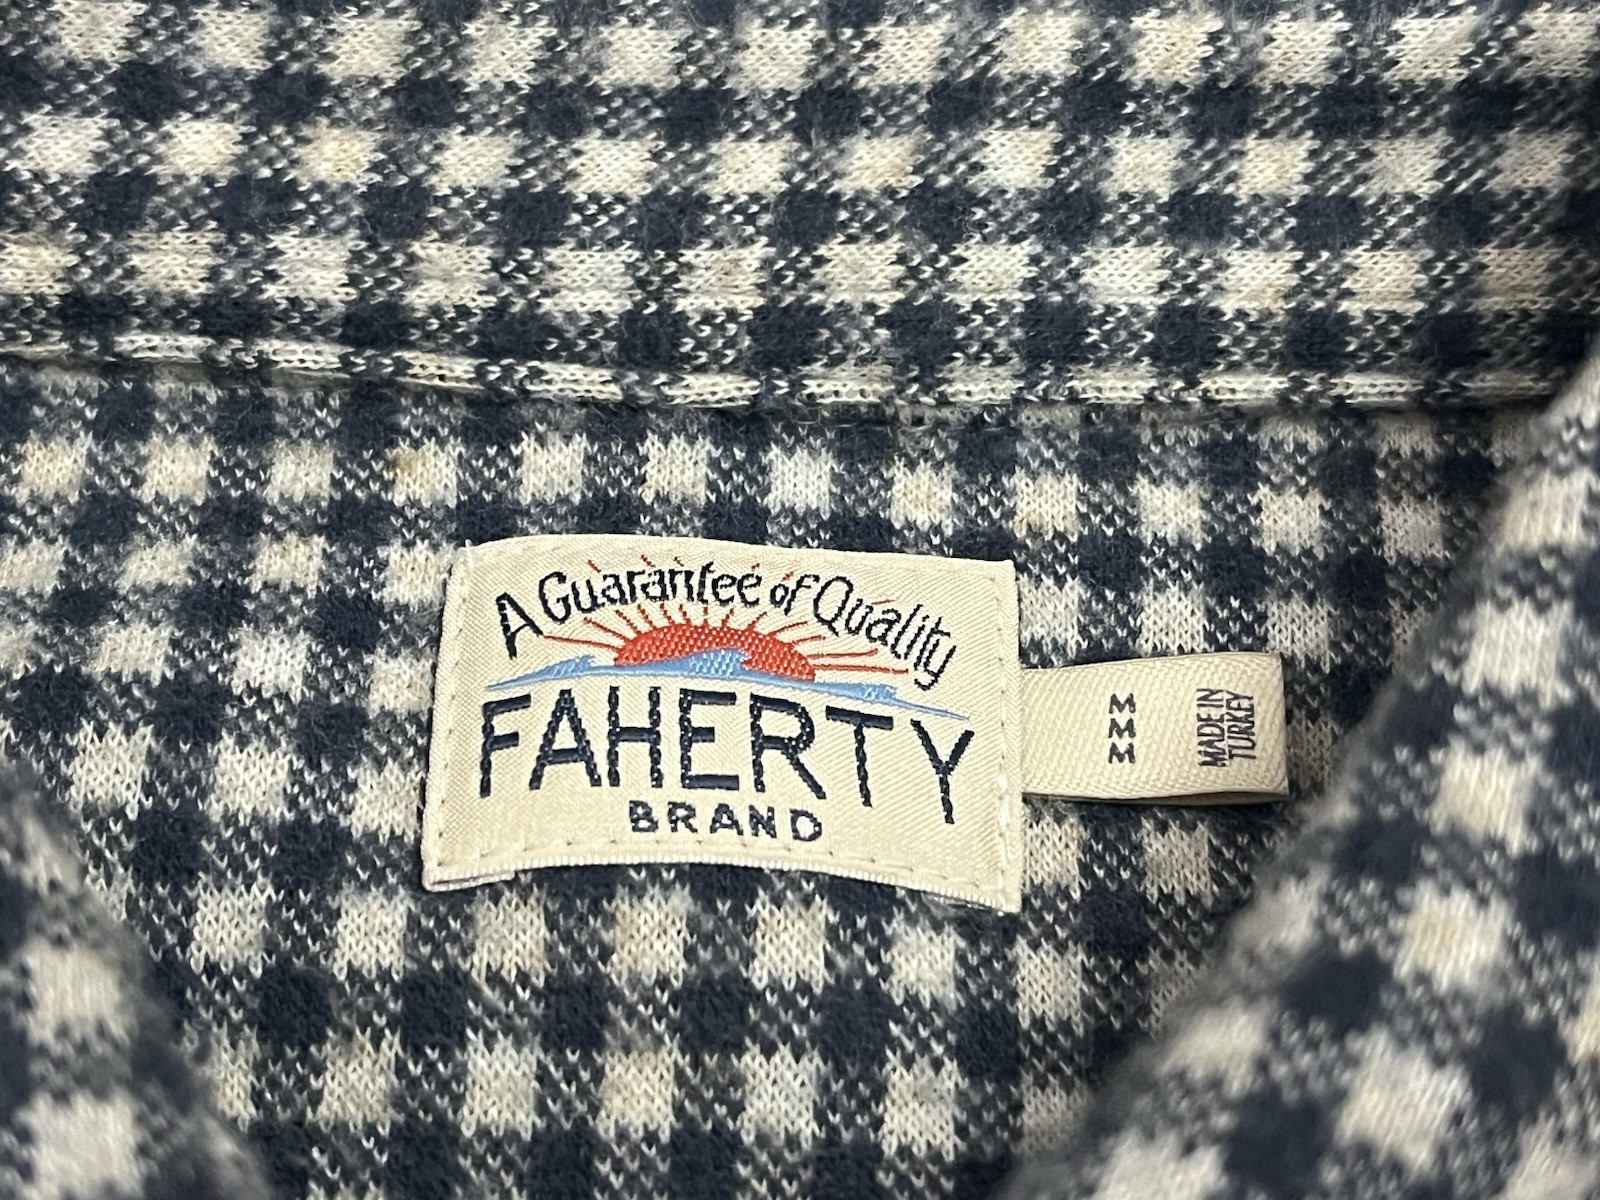 A Guarantee of Quality
FAHERTY
BRAND
M
M
M
MADE IN
TURKEY